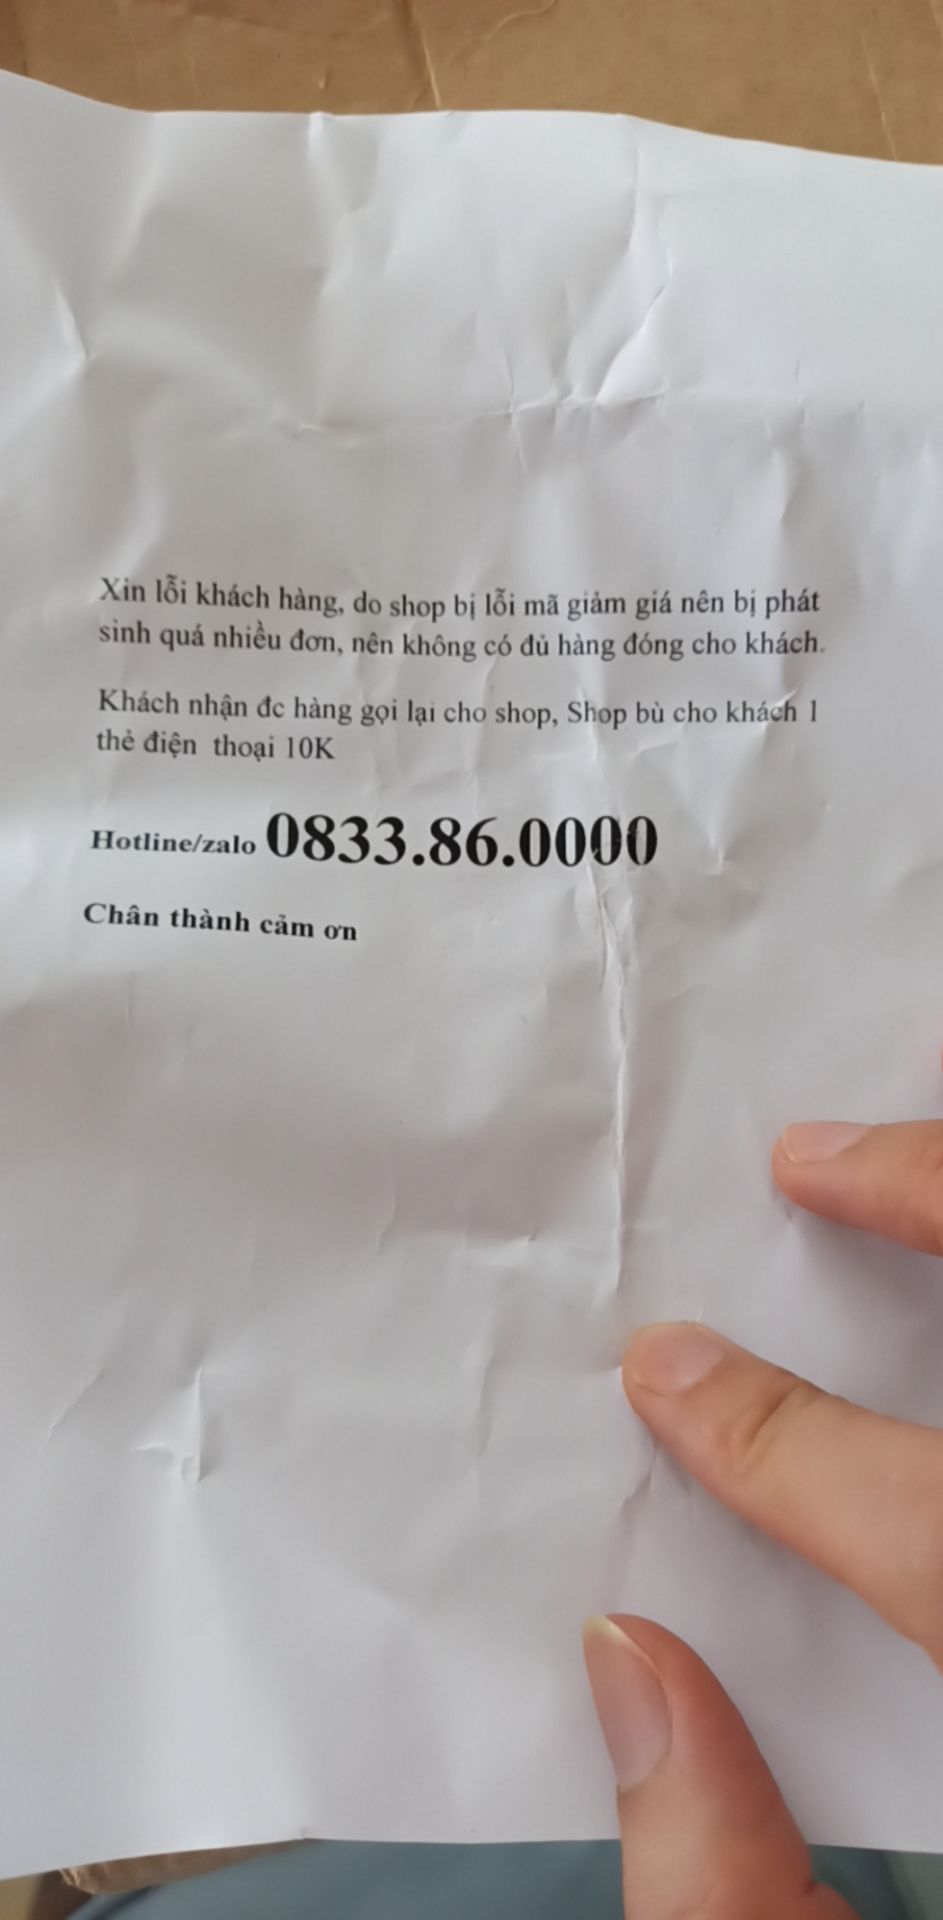 Xin lỗi khách hàng, do shop bị lỗi mã giảm giá nên bị phát
sinh quá nhiều đơn, nên không có đủ hàng đóng cho khách.
Khách nhận đc hàng gọi lại cho shop, Shop bù cho khách 1
thẻ điện thoại 10K
Hotline/zalo 0833.86.0000
Chân thành cảm ơn